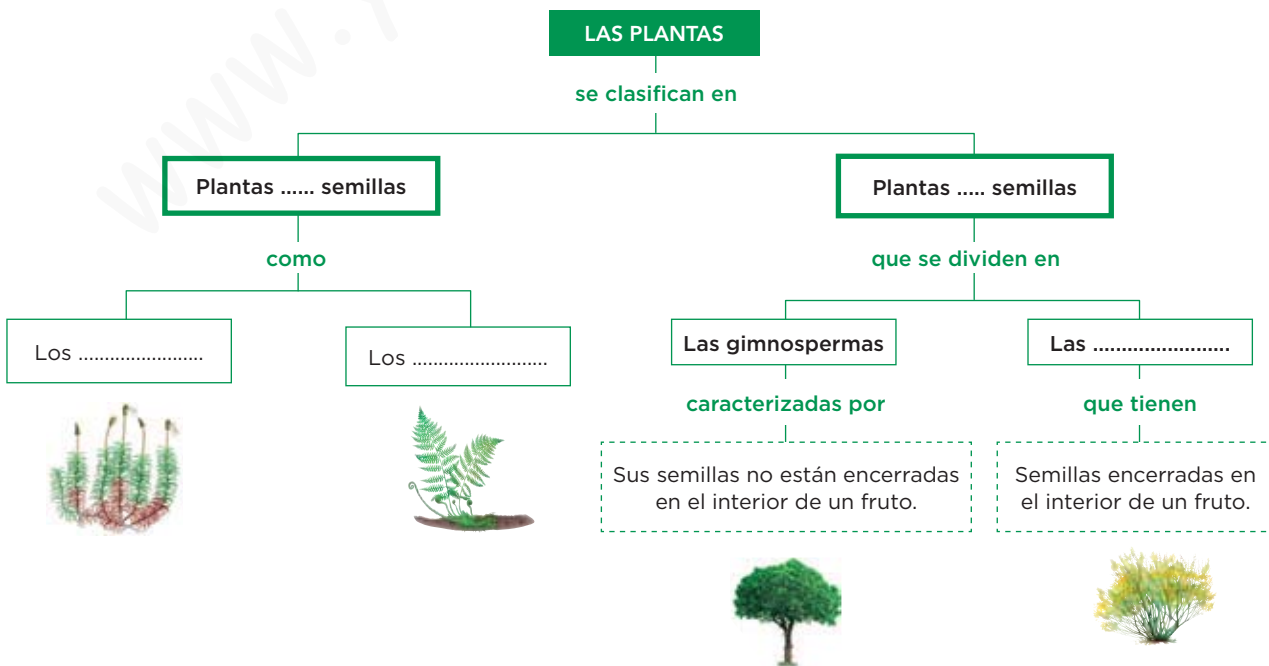 www.y
LAS PLANTAS
se clasifican en
Plantas ...... semillas
Plantas ..... semillas
como
que se dividen en
Los ........................
Los ..........................
Las gimnospermas
Las ........................
caracterizadas por
que tienen
Sus semillas no están encerradas
en el interior de un fruto.
Semillas encerradas en
el interior de un fruto.